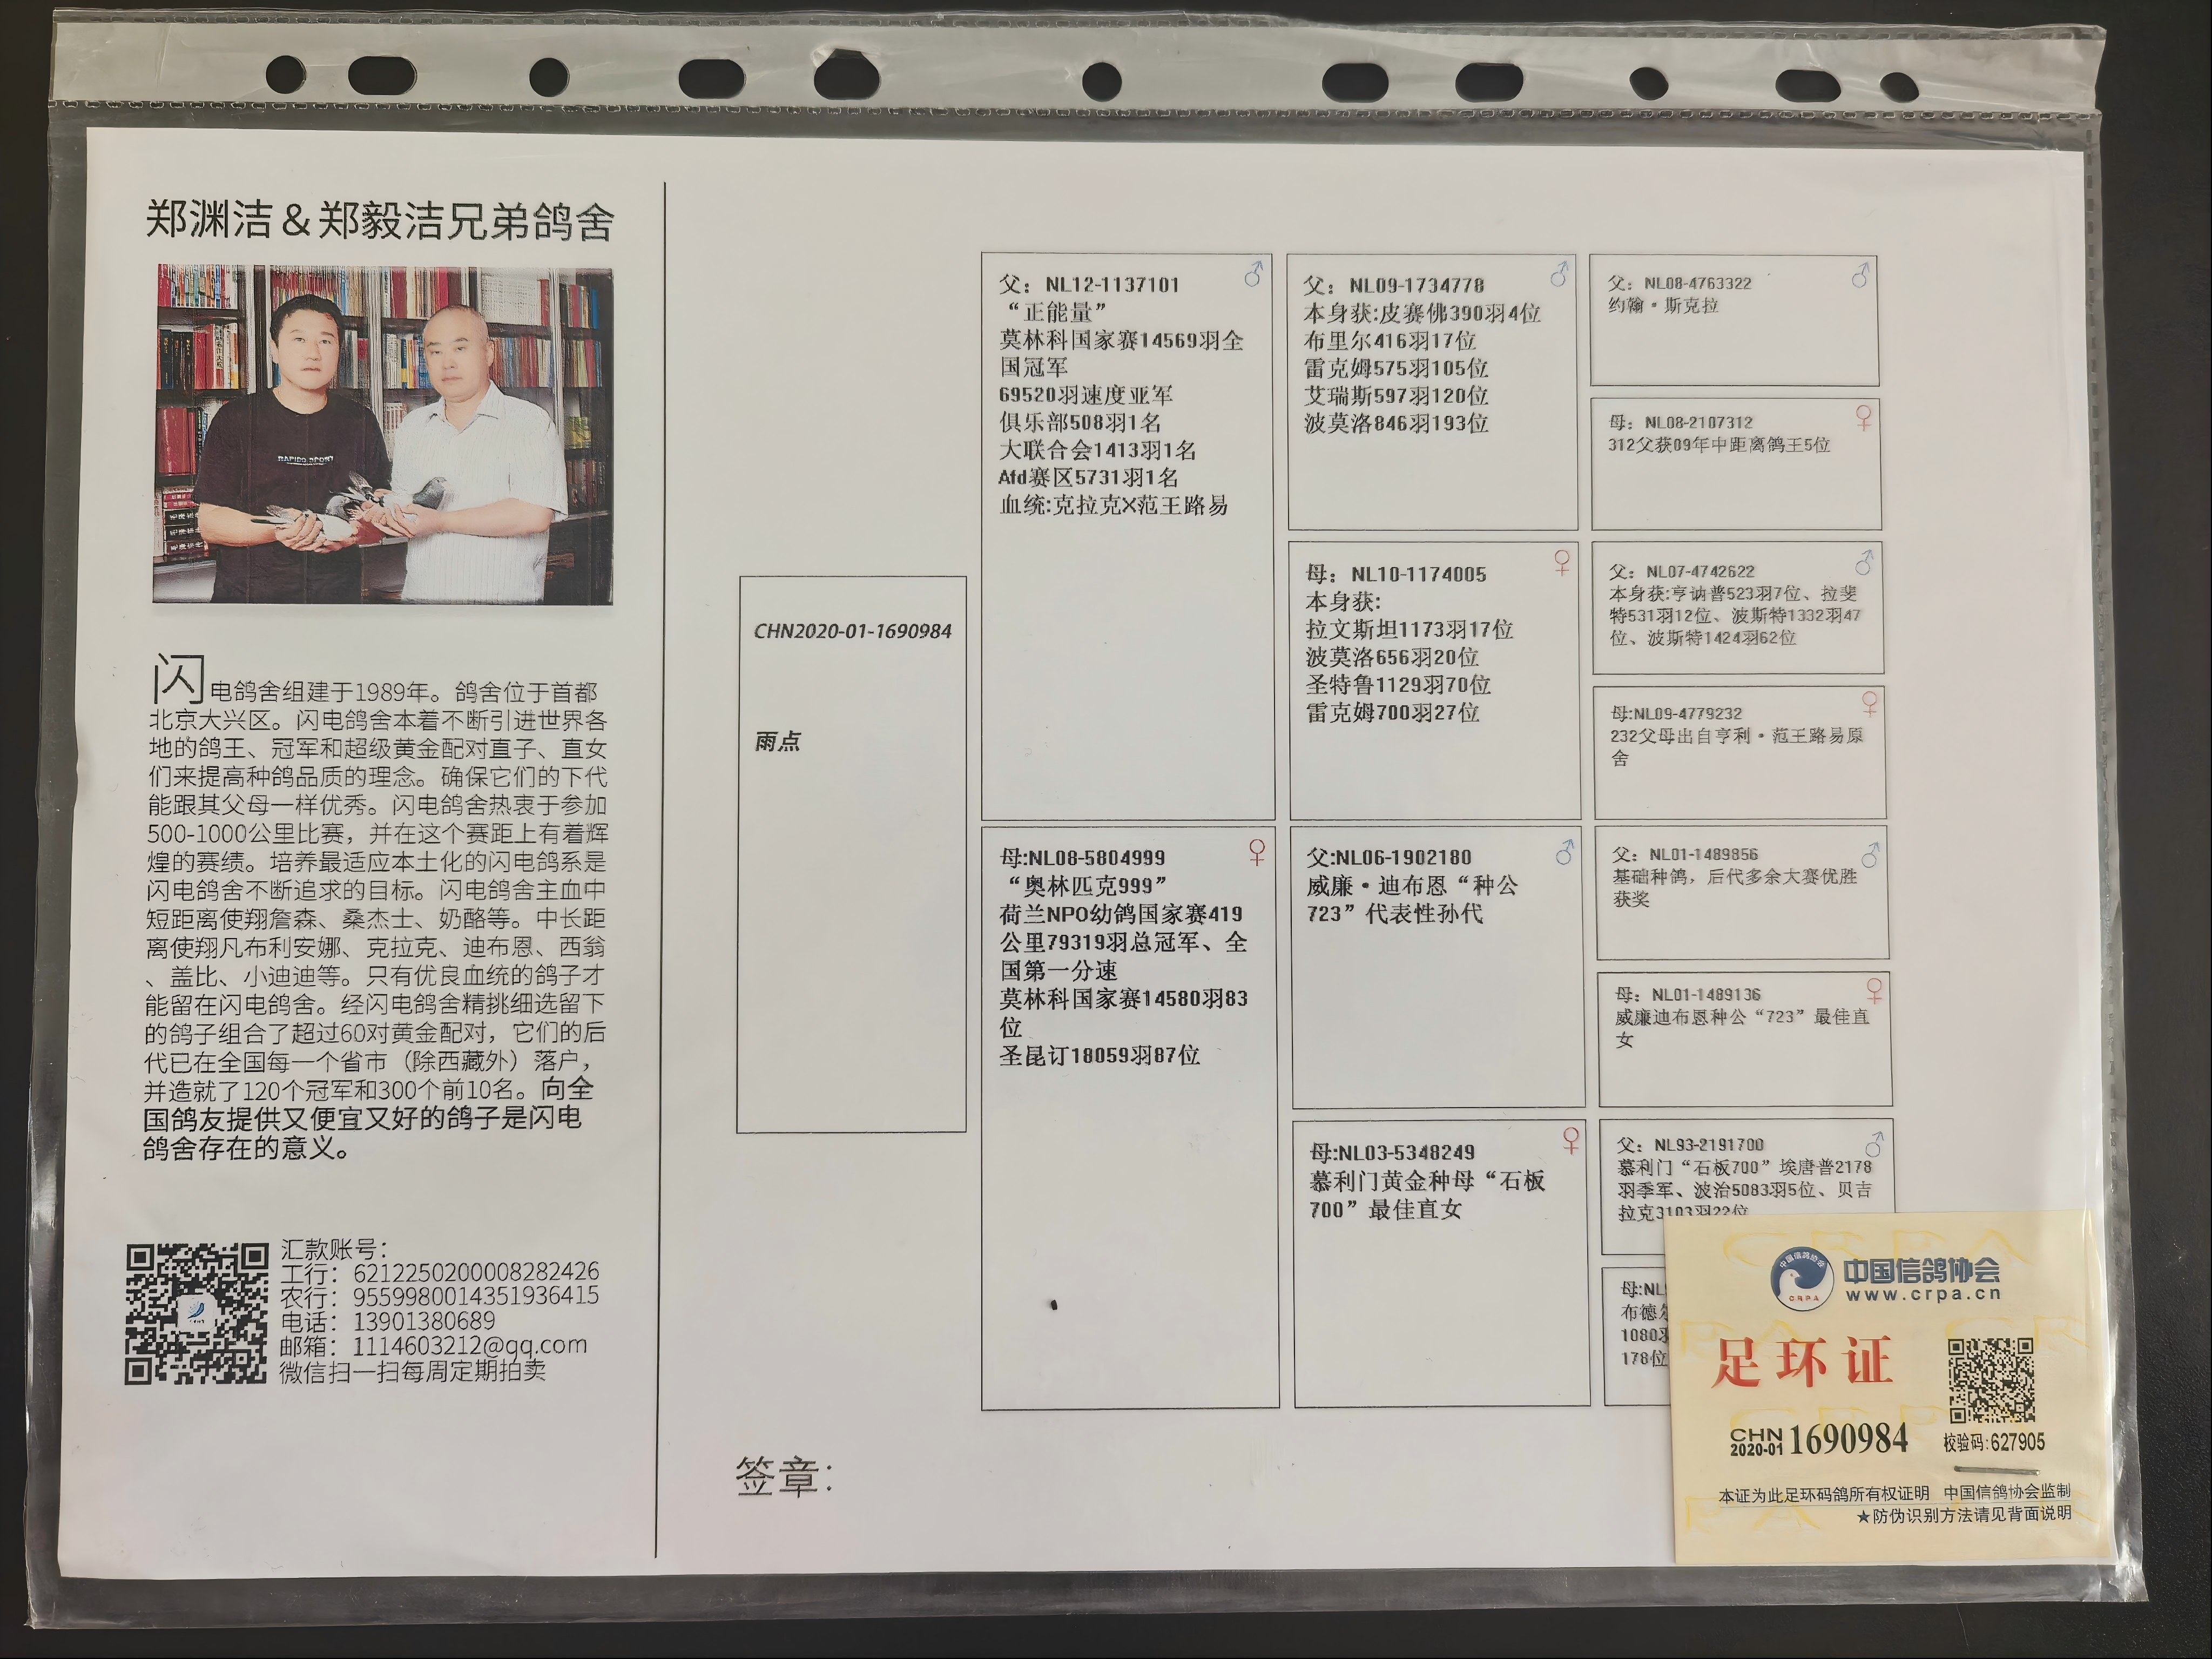 郑渊洁&郑毅洁兄弟鸽舍
RAPIDO SPORT
闪电鸽舍组建于1989年。鸽舍位于首都
北京大兴区。闪电鸽舍本着不断引进世界各
地的鸽王、冠军和超级黄金配对直子、直女
们来提高种鸽品质的理念。确保它们的下代
能跟其父母一样优秀。闪电鸽舍热衷于参加
500-1000公里比赛，并在这个赛距上有着辉
煌的赛绩。培养最适应本土化的闪电鸽系是
闪电鸽舍不断追求的目标。闪电鸽舍主血中
短距离使翔詹森、桑杰士、奶酪等。中长距
离使翔凡布利安娜、克拉克、迪布恩、西翁
、盖比、小迪迪等。只有优良血统的鸽子才
能留在闪电鸽舍。经闪电鸽舍精挑细选留下
的鸽子组合了超过60对黄金配对，它们的后
代已在全国每一个省市（除西藏外）落户，
并造就了120个冠军和300个前10名。向全
国鸽友提供又便宜又好的鸽子是闪电
鸽舍存在的意义。
汇款账号：
工行：6212250200008282426
农行：9559980014351936415
电话：13901380689
邮箱：1114603212@qq.com
微信扫一扫每周定期拍卖
CHN2020-01-1690984
雨点
父：NL12-1137101
“正能量”
莫林科国家赛14569羽全
国冠军
69520羽速度亚军
俱乐部508羽1名
大联合会1413羽1名
Afd赛区5731羽1名
血统:克拉克X范王路易
母:NL08-5804999
“奥林匹克999”
荷兰NPO幼鸽国家赛419
公里79319羽总冠军、全
国第一分速
莫林科国家赛14580羽83
位
圣昆订18059羽87位
父：NL09-1734778
本身获:皮赛佛390羽4位
布里尔416羽17位
雷克姆575羽105位
艾瑞斯597羽120位
波莫洛846羽193位
母：NL10-1174005
本身获:
拉文斯坦1173羽17位
波莫洛656羽20位
圣特鲁1129羽70位
雷克姆700羽27位
父:NL06-1902180
威廉·迪布恩“种公
723”代表性孙代
母:NL03-5348249
慕利门黄金种母“石板
700”最佳直女
父：NL08-4763322
约翰·斯克拉
母：NL08-2107312
312父获09年中距离鸽王5位
父：NL07-4742622
本身获:亨讷普523羽7位、拉斐
特531羽12位、波斯特1332羽47
位、波斯特1424羽62位
母:NL09-4779232
232父母出自亨利·范王路易原
舍
父：NL01-1489856
基础种鸽，后代多余大赛优胜
获奖
母：NL01-1489136
威廉迪布恩种公“723”最佳直
女
父：NL93-2191700
慕利门“石板700”埃唐普2178
羽季军、波治5083羽5位、贝吉
拉克3103羽22位
母:NL
布德
1080
178位
签章：
中国信鸽协会
CRPA
中国信鸽协会
www.crpa.cn
足环证
CHN
2020-01 1690984
校验码:627905
本证为此足环码鸽所有权证明 中国信鸽协会监制
★防伪识别方法请见背面说明